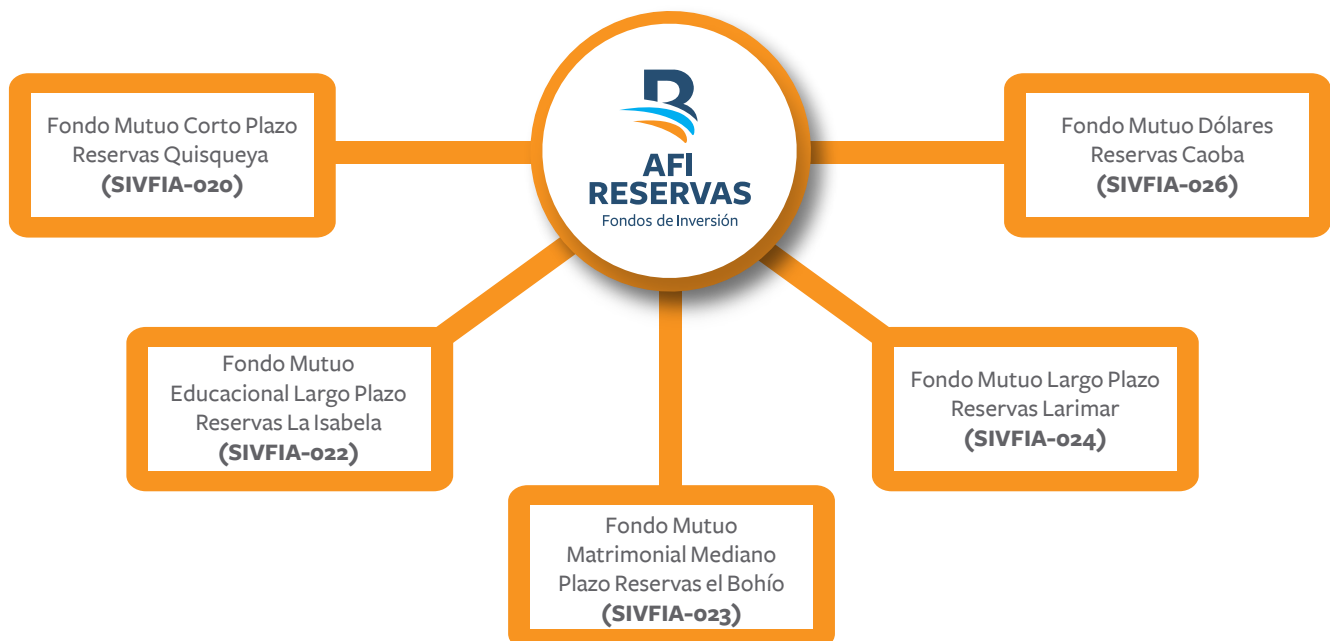 AFI
RESERVAS
Fondos de Inversión
Fondo Mutuo Corto Plazo
Reservas Quisqueya
(SIVFIA-020)
Fondo Mutuo Dólares
Reservas Caoba
(SIVFIA-026)
Fondo Mutuo
Educacional Largo Plazo
Reservas La Isabela
(SIVFIA-022)
Fondo Mutuo Largo Plazo
Reservas Larimar
(SIVFIA-024)
Fondo Mutuo
Matrimonial Mediano
Plazo Reservas el Bohío
(SIVFIA-023)